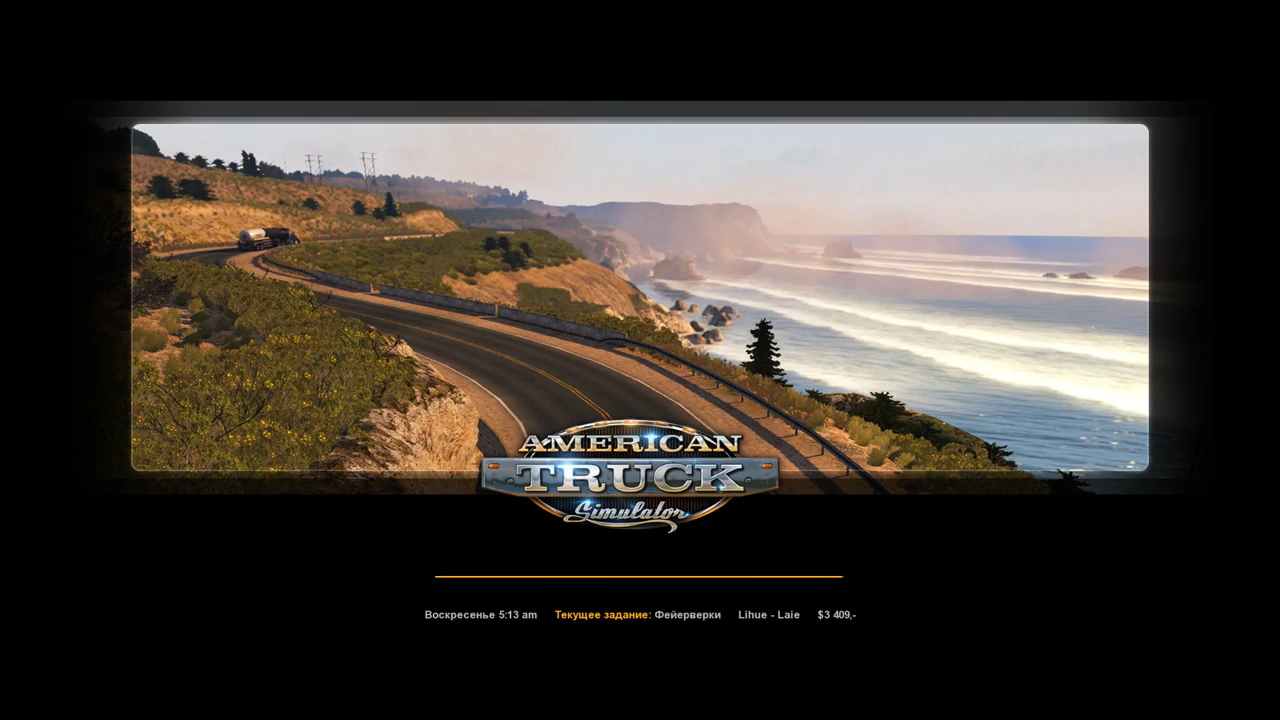 AMERICAN
TRUCK
Simulator
Воскресенье 5:13 am Текущее задание: Фейерверки Lihue - Laie $3 409,-